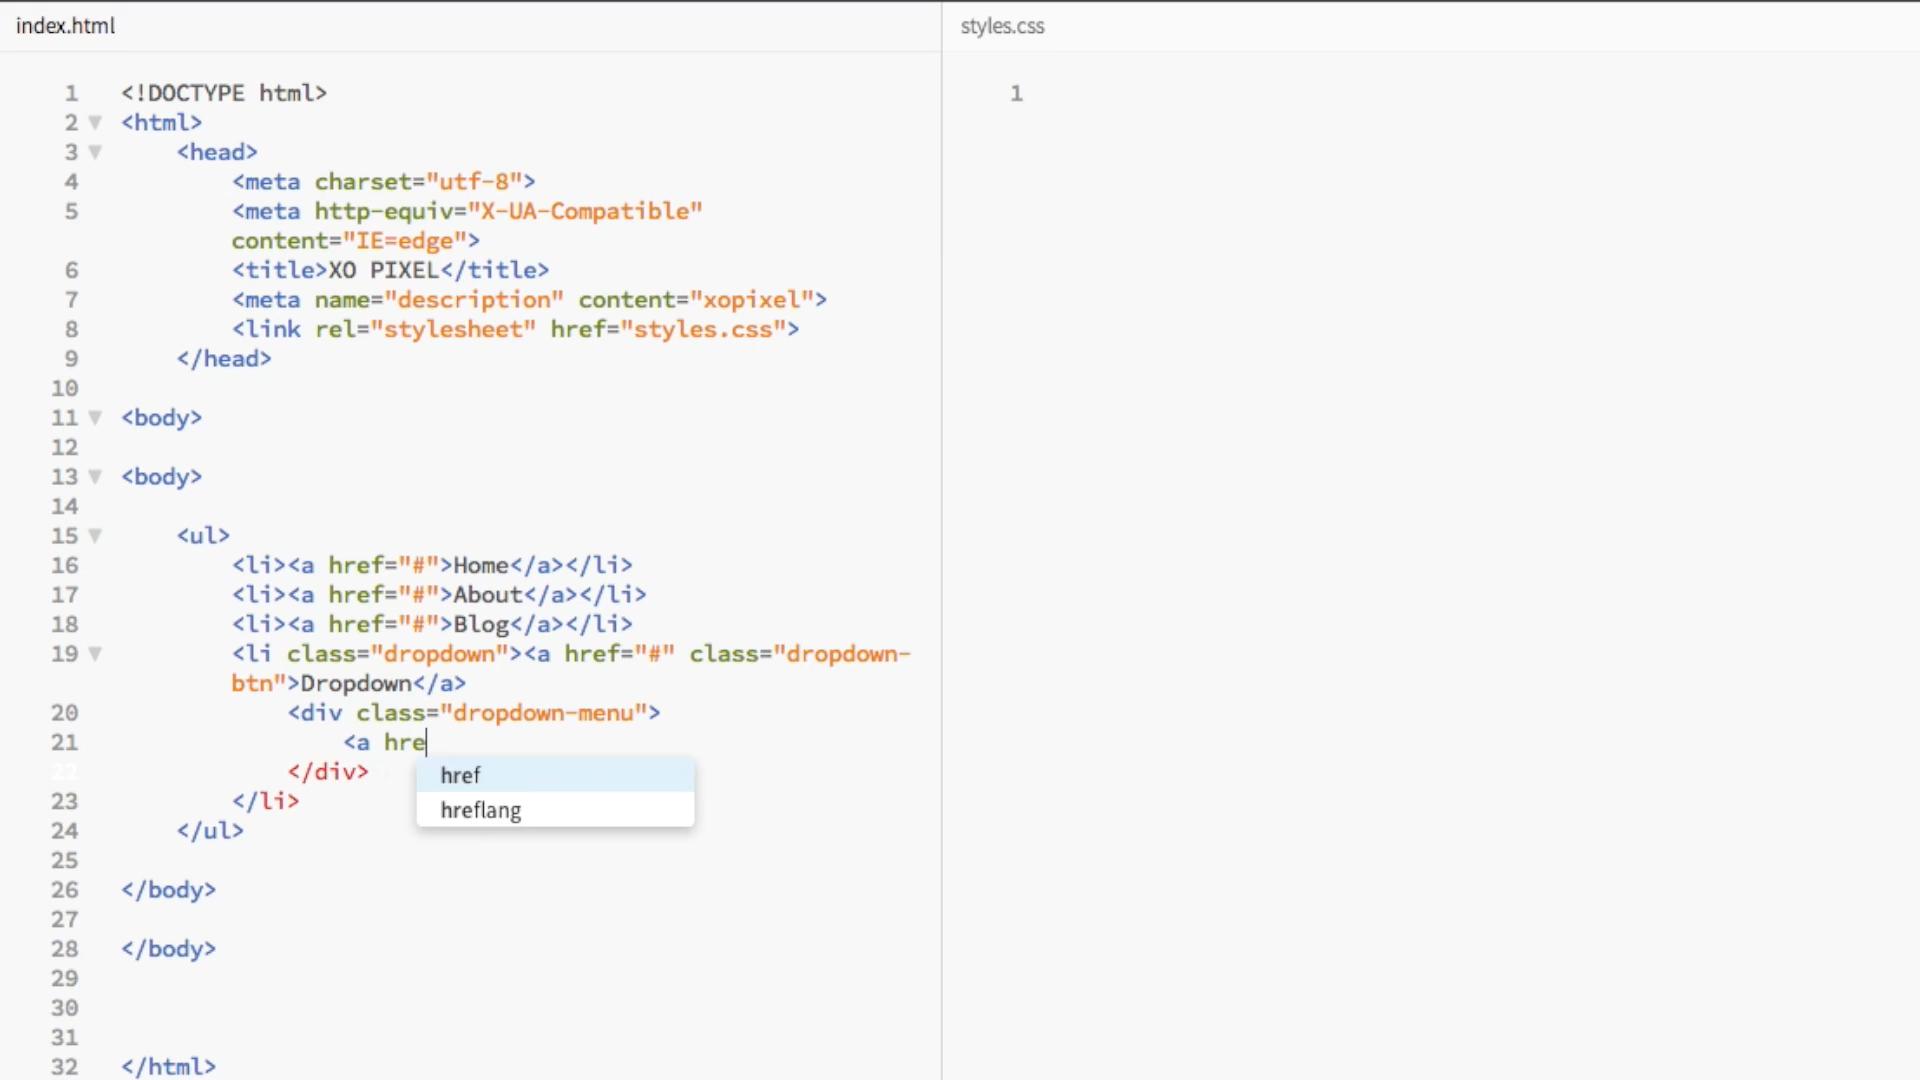 index.html
styles.css
1 <!DOCTYPE html>
2 <html>
3 <head>
4 <meta charset="utf-8">
5 <meta http-equiv="X-UA-Compatible"
content="IE=edge">
6 <title>XO PIXEL</title>
7 <meta name="description" content="xopixel">
8 <link rel="stylesheet" href="styles.css">
9 </head>
10
11 <body>
12
13 <body>
14
15 <ul>
16 <li><a href="#">Home</a></li>
17 <li><a href="#">About</a></li>
18 <li><a href="#">Blog</a></li>
19 <li class="dropdown"><a href="#" class="dropdown-
btn">Dropdown</a>
20 <div class="dropdown-menu">
21 <a hre
22 </div>
href
23 </li>
hreflang
24 </ul>
25
26 </body>
27
28 </body>
29
30
31
32 </html>
1